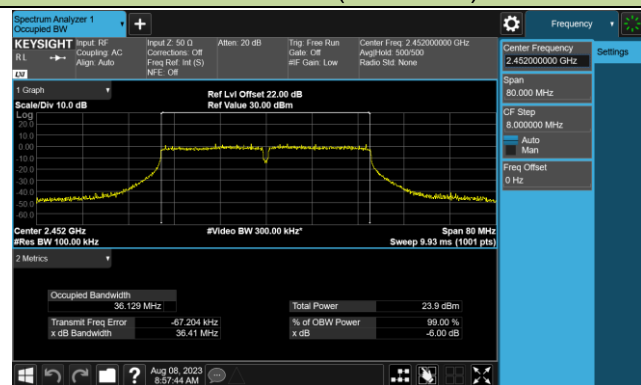 Spectrum Analyzer 1
Occupied BW
Frequency
KEYSIGHT
Input: RF
Input Z: 50 Ω
Atten: 20 dB
Trig: Free Run
Center Freq: 2.452000000 GHz
RL
Coupling: AC
Corrections: Off
Gate: Off
Avg|Hold: 500/500
Align: Auto
Freq Ref: Int (S)
#IF Gain: Low
Radio Std: None
NFE: Off
Center Frequency
2.452000000 GHz
Settings
Span
80.000 MHz
CF Step
8.000000 MHz
Auto
Man
Freq Offset
0 Hz
1 Graph
Ref Lvl Offset 22.00 dB
Scale/Div 10.0 dB
Ref Value 30.00 dBm
Log
20.0
10.0
0.00
-10.0
-20.0
-30.0
-40.0
-50.0
-60.0
Center 2.452 GHz
#Video BW 300.00 kHz*
Span 80 MHz
#Res BW 100.00 kHz
Sweep 9.93 ms (1001 pts)
2 Metrics
Occupied Bandwidth
36.129 MHz
Total Power
23.9 dBm
Transmit Freq Error
-67.204 kHz
% of OBW Power
99.00 %
x dB Bandwidth
36.41 MHz
x dB
-6.00 dB
Aug 08, 2023
8:57:44 AM